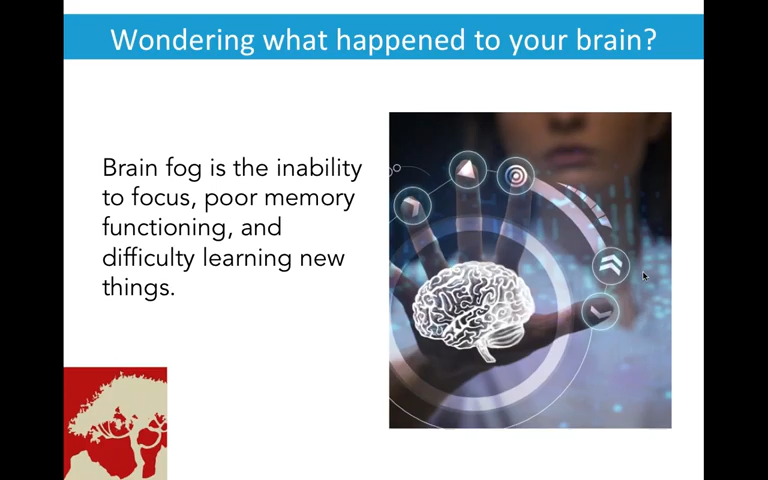 Wondering what happened to your brain?
Brain fog is the inability
to focus, poor memory
functioning, and
difficulty learning new
things.